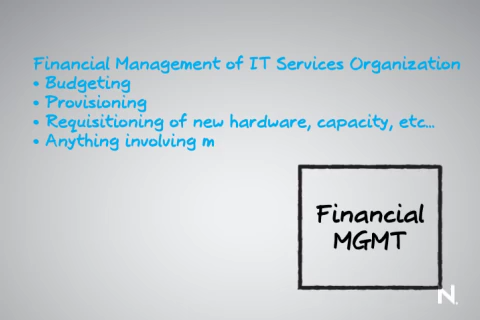 Financial Management of IT Services Organization
• Budgeting
• Provisioning
• Requisitioning of new hardware, capacity, etc...
• Anything involving m
Financial
MGMT
N.